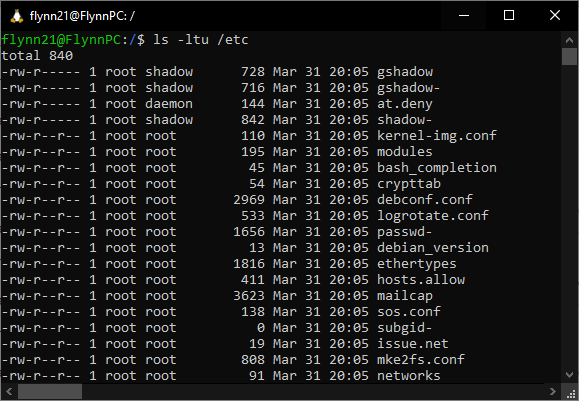 flynn21@FlynnPC: /
flynn21@FlynnPC:/$ ls -ltu /etc
total 840
-rw-r----- 1 root shadow 728 Mar 31 20:05 gshadow
-rw-r----- 1 root shadow 716 Mar 31 20:05 gshadow-
-rw-r----- 1 root daemon 144 Mar 31 20:05 at.deny
-rw-r----- 1 root shadow 842 Mar 31 20:05 shadow-
-rw-r--r-- 1 root root 110 Mar 31 20:05 kernel-img.conf
-rw-r--r-- 1 root root 195 Mar 31 20:05 modules
-rw-r--r-- 1 root root 45 Mar 31 20:05 bash_completion
-rw-r--r-- 1 root root 54 Mar 31 20:05 crypttab
-rw-r--r-- 1 root root 2969 Mar 31 20:05 debconf.conf
-rw-r--r-- 1 root root 533 Mar 31 20:05 logrotate.conf
-rw-r--r-- 1 root root 1656 Mar 31 20:05 passwd-
-rw-r--r-- 1 root root 13 Mar 31 20:05 debian_version
-rw-r--r-- 1 root root 1816 Mar 31 20:05 ethertypes
-rw-r--r-- 1 root root 411 Mar 31 20:05 hosts.allow
-rw-r--r-- 1 root root 3623 Mar 31 20:05 mailcap
-rw-r--r-- 1 root root 138 Mar 31 20:05 sos.conf
-rw-r--r-- 1 root root 0 Mar 31 20:05 subgid-
-rw-r--r-- 1 root root 19 Mar 31 20:05 issue.net
-rw-r--r-- 1 root root 808 Mar 31 20:05 mke2fs.conf
-rw-r--r-- 1 root root 91 Mar 31 20:05 networks